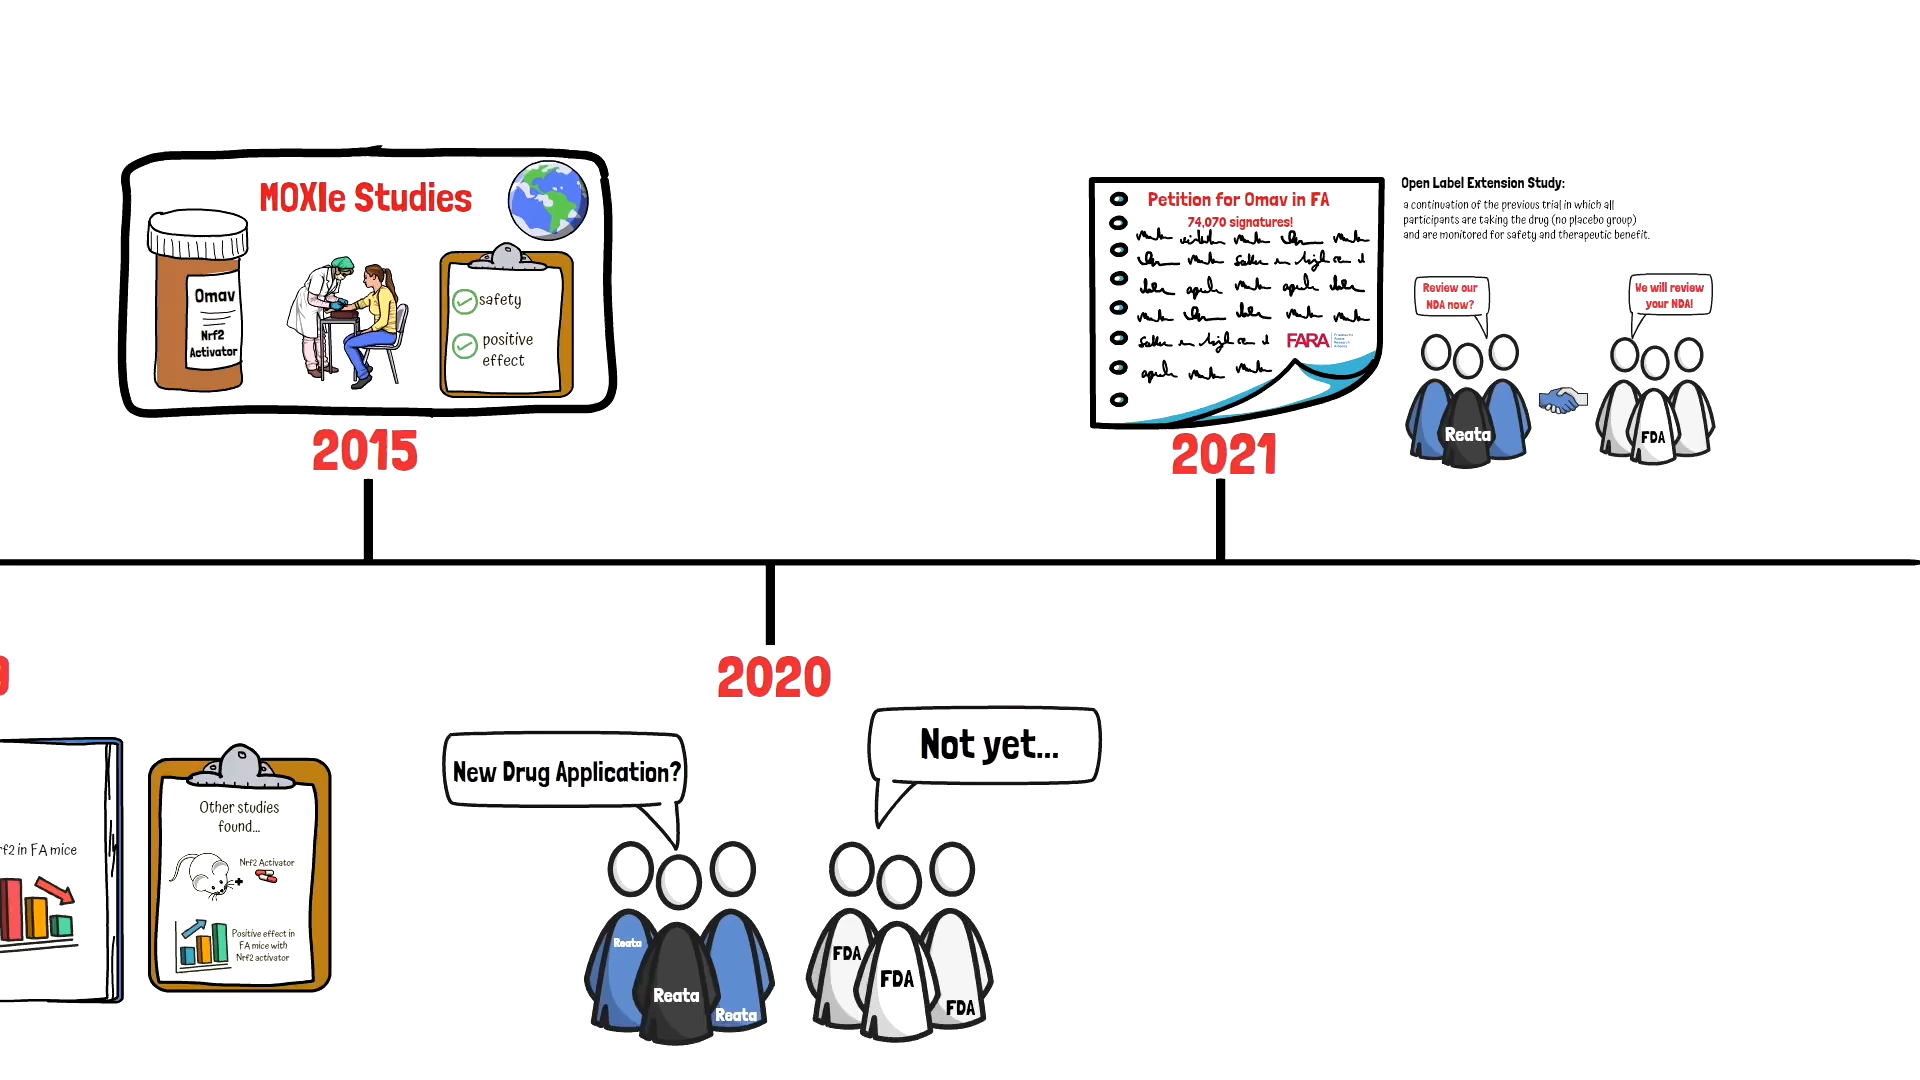 MOXIe Studies
Omav
Nrf2
Activator
safety
positive
effect
2015
Petition for Omav in FA
74,070 signatures!
FARA
2021
Open Label Extension Study:
a continuation of the previous trial in which all
participants are taking the drug (no placebo group)
and are monitored for safety and therapeutic benefit.
Review our
NDA now?
We will review
your NDA!
Reata
FDA
9
rf2 in FA mice
Other studies
found...
Nrf2 Activator
+
Positive effect in
FA mice with
Nrf2 activator
2020
New Drug Application?
Not yet...
Reata
Reata
Reata
FDA
FDA
FDA